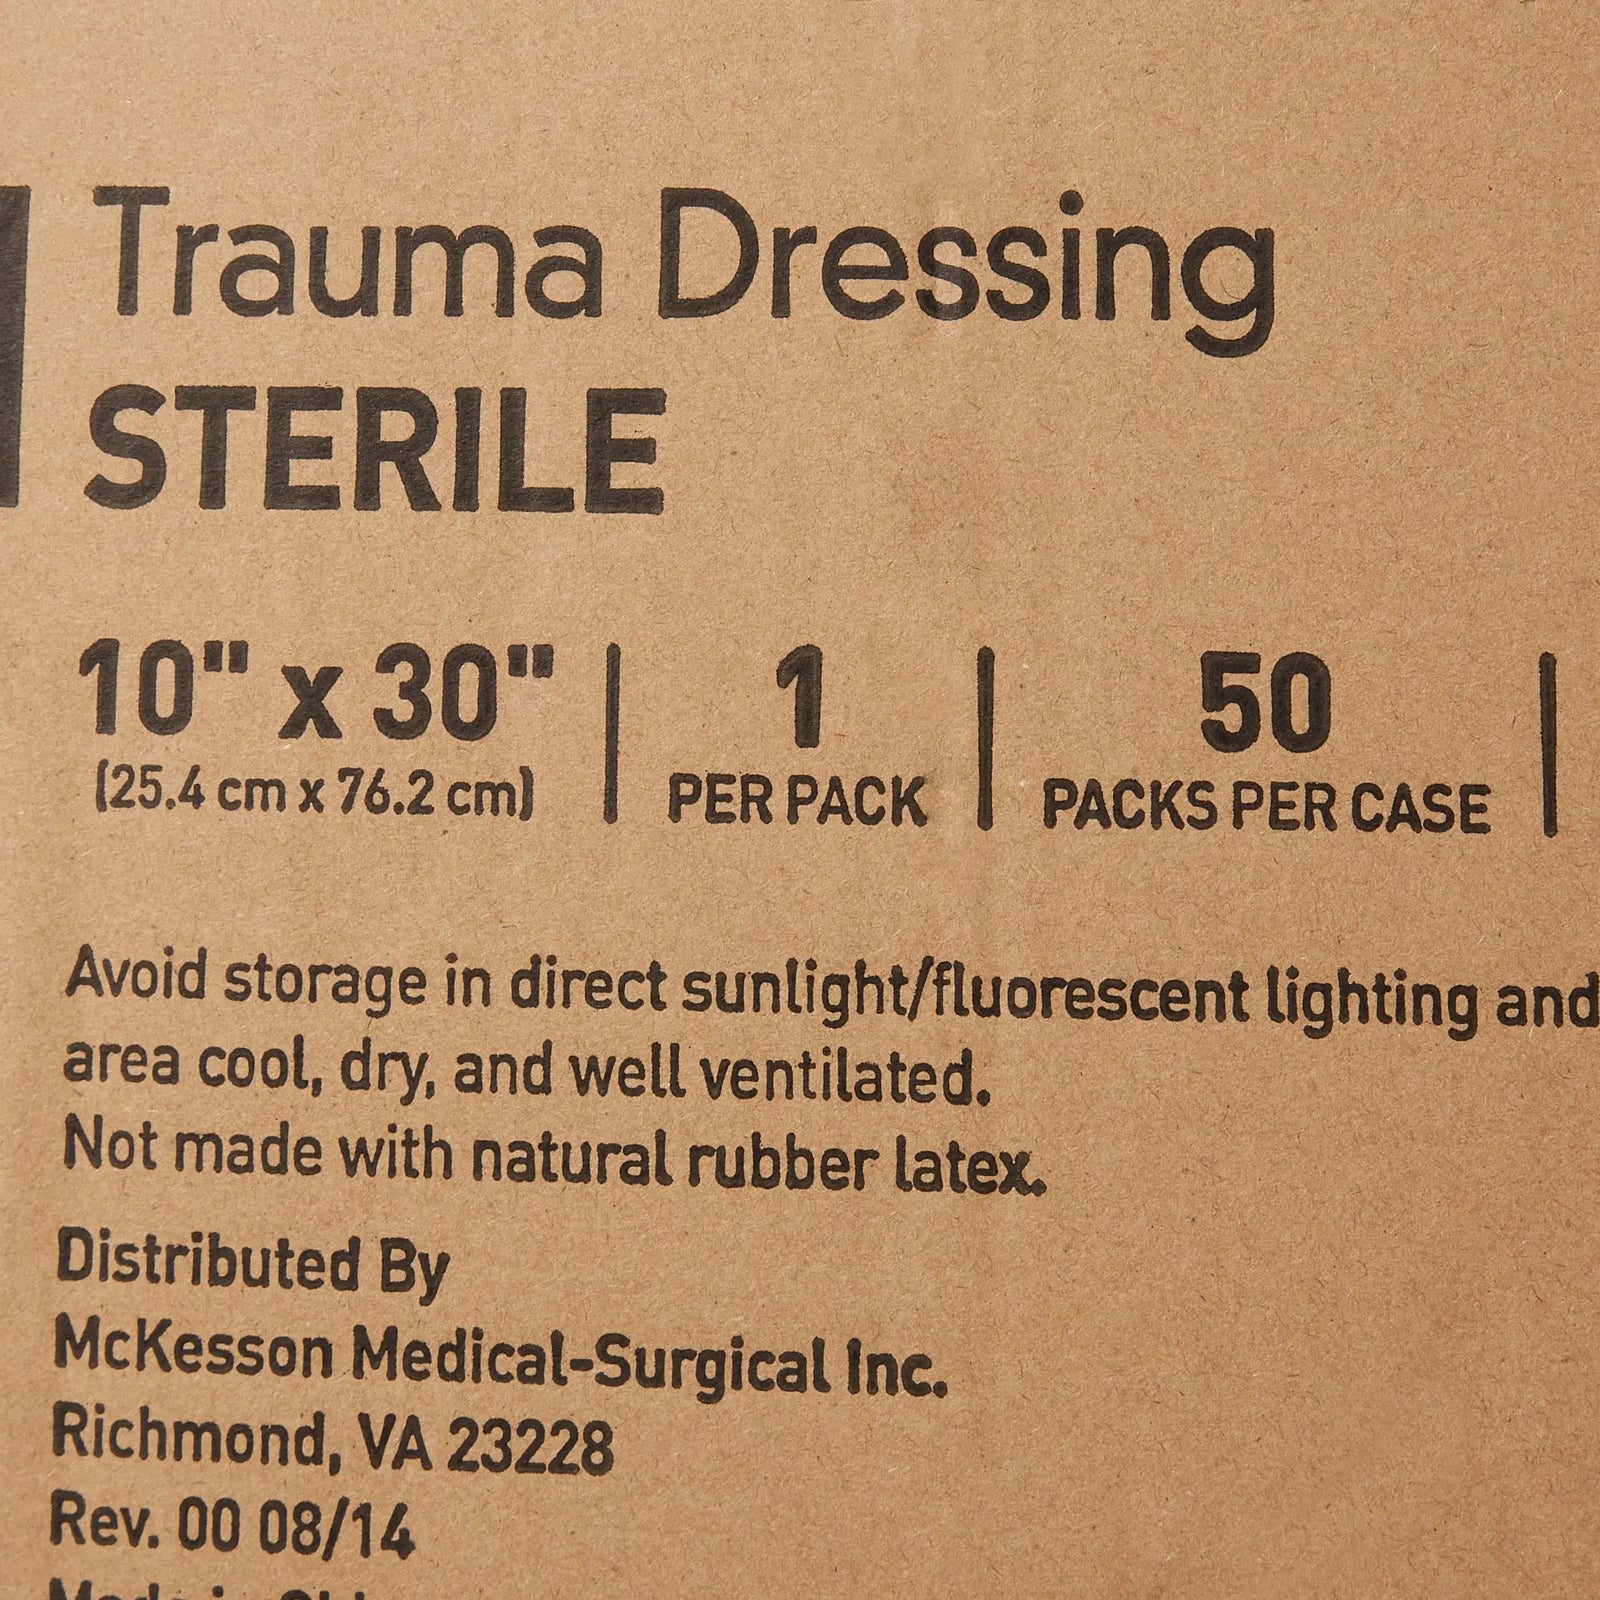 Trauma Dressing
STERILE
10" x 30"
(25.4 cm x 76.2 cm)
1
PER PACK
50
PACKS PER CASE
Avoid storage in direct sunlight/fluorescent lighting and
area cool, dry, and well ventilated.
Not made with natural rubber latex.
Distributed By
McKesson Medical-Surgical Inc.
Richmond, VA 23228
Rev. 00 08/14
Made in